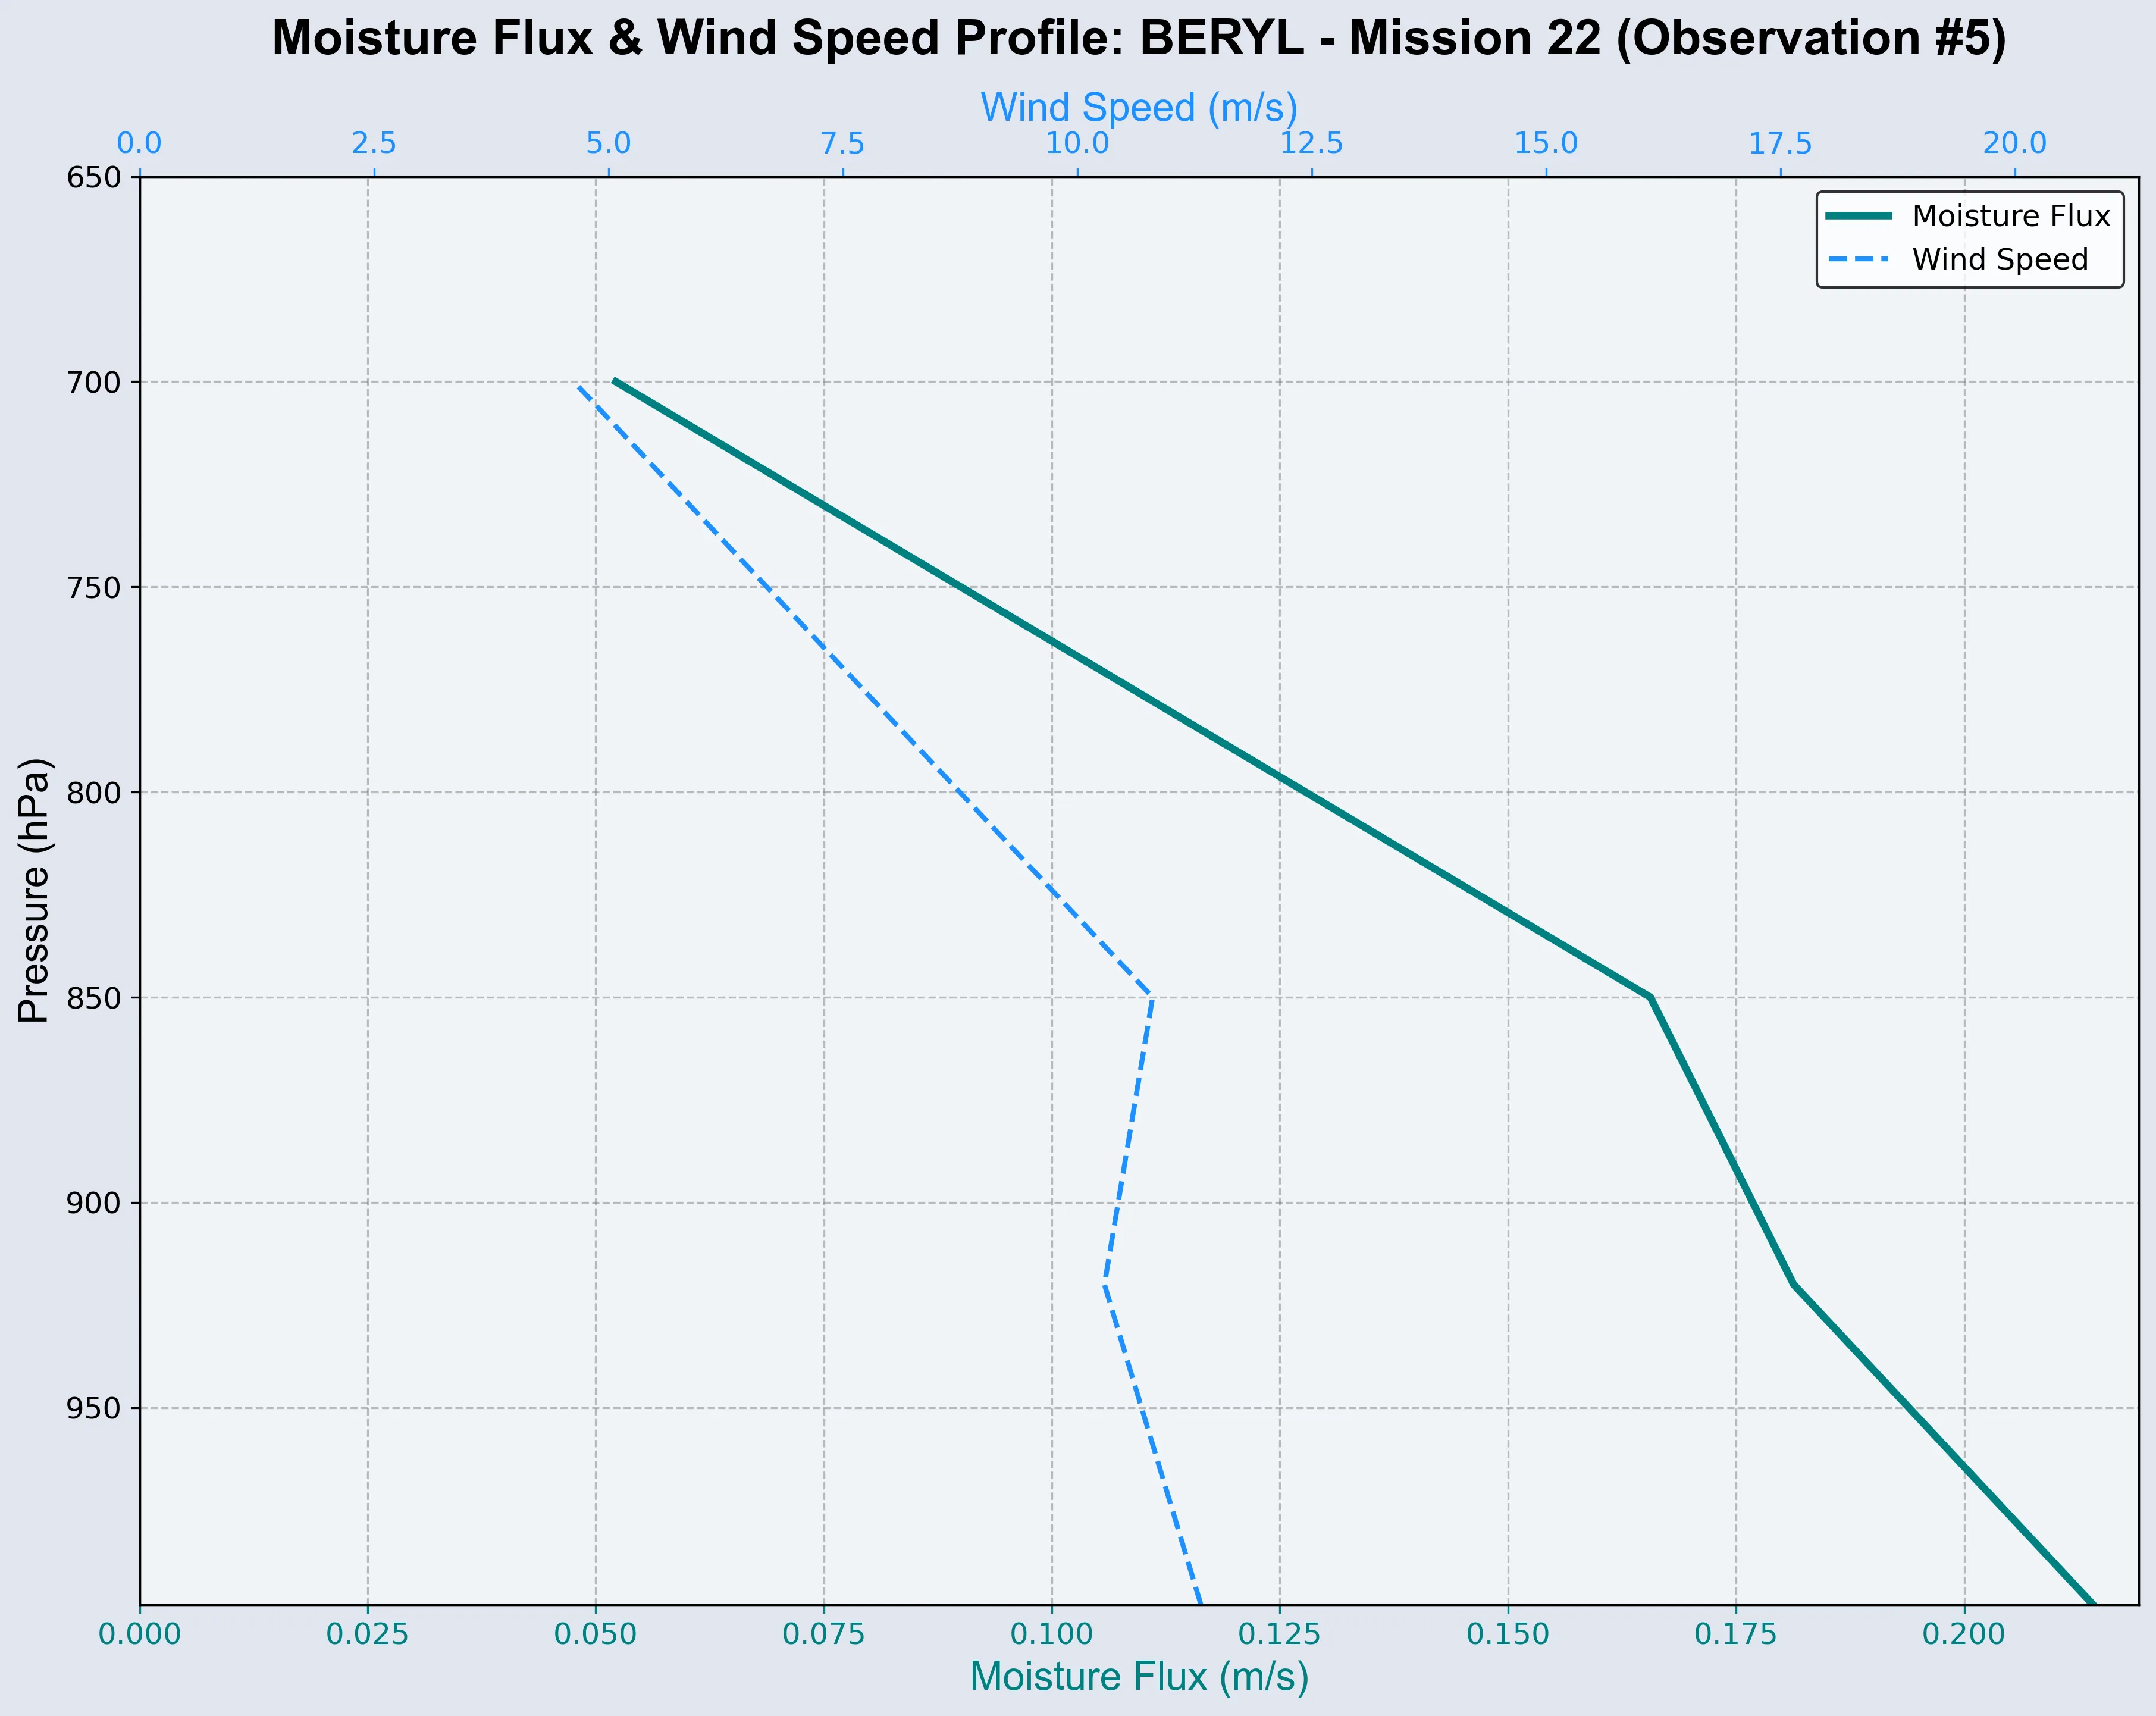 Moisture Flux & Wind Speed Profile: BERYL - Mission 22 (Observation #5)
Wind Speed (m/s)
0.0 2.5 5.0 7.5 10.0 12.5 15.0 17.5 20.0
Moisture Flux
Wind Speed
Pressure (hPa)
650
700
750
800
850
900
950
0.000 0.025 0.050 0.075 0.100 0.125 0.150 0.175 0.200
Moisture Flux (m/s)